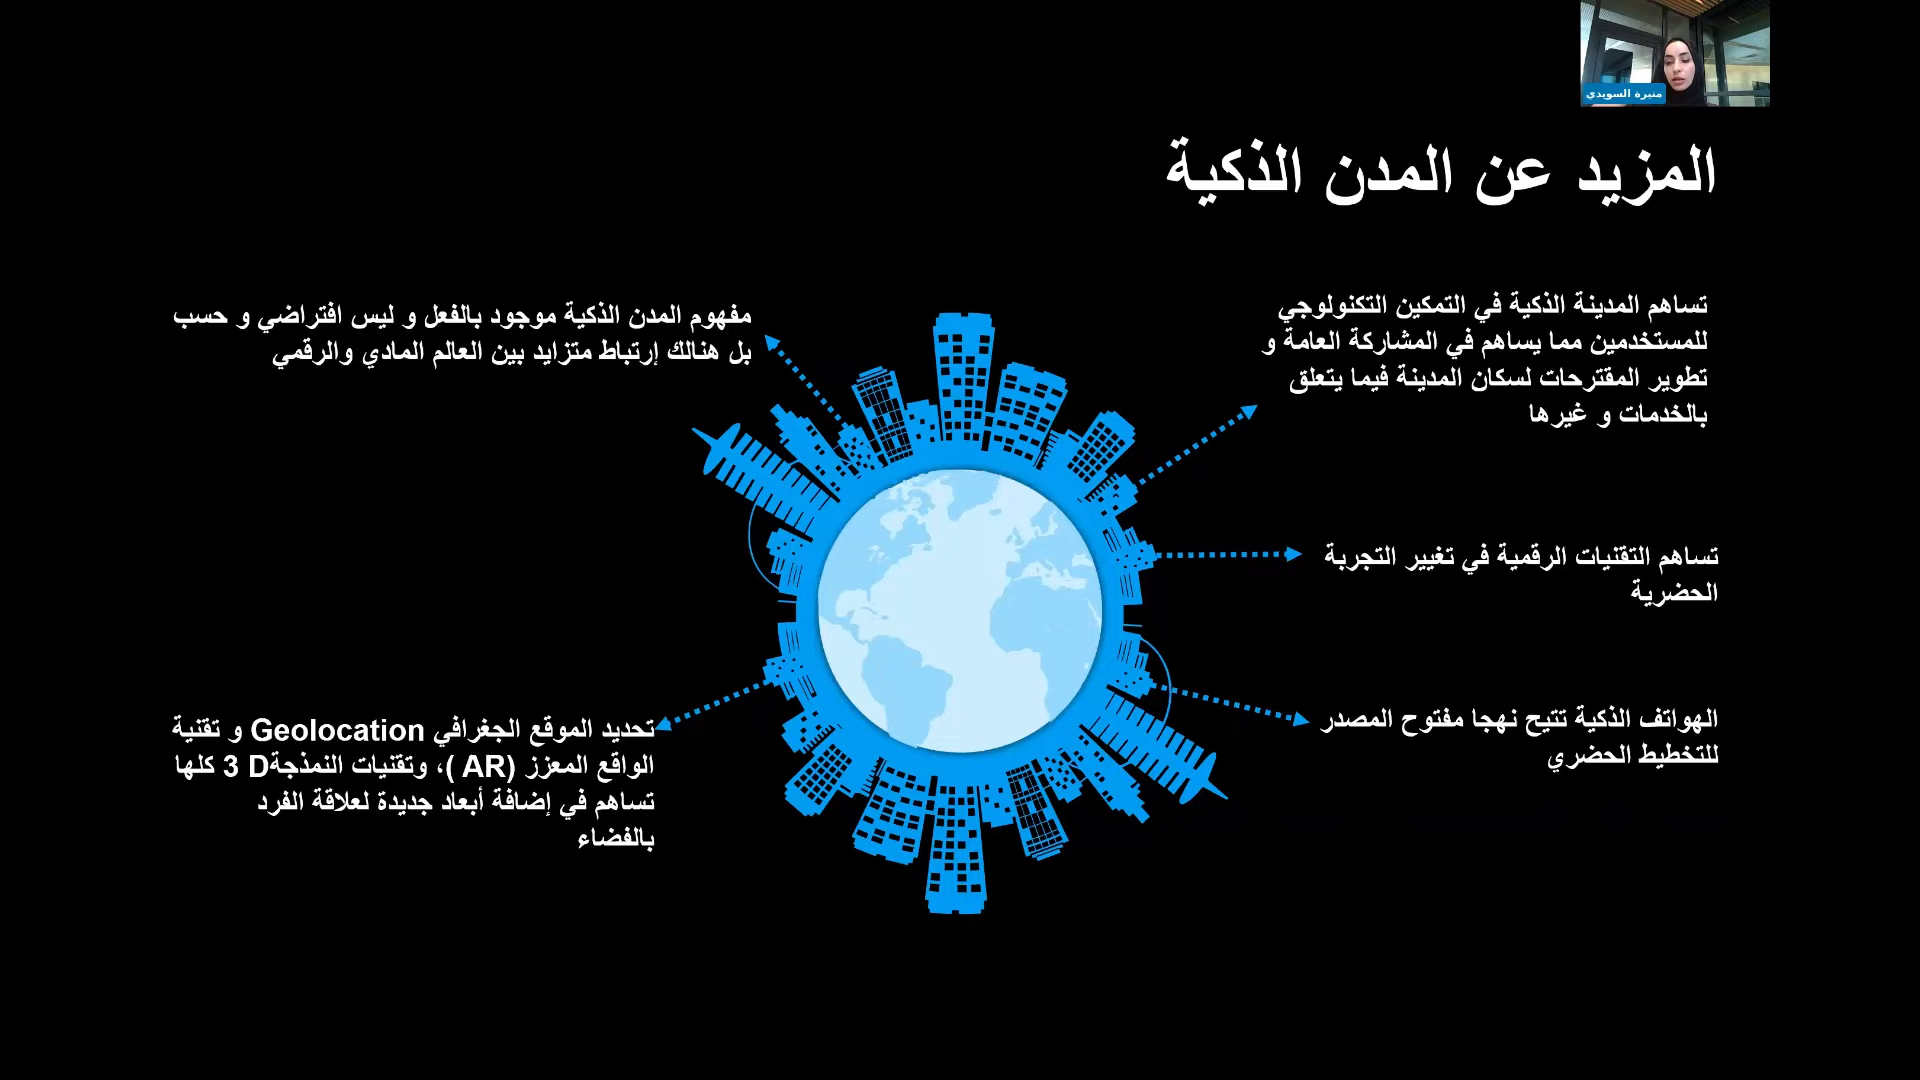 منيرة السويدي
المزيد عن المدن الذكية
تساهم المدينة الذكية في التمكين التكنولوجي
للمستخدمين مما يساهم في المشاركة العامة و
تطوير المقترحات لسكان المدينة فيما يتعلق
بالخدمات و غيرها
تساهم التقنيات الرقمية في تغيير التجربة
الحضرية
الهواتف الذكية تتيح نهجا مفتوح المصدر
للتخطيط الحضري
مفهوم المدن الذكية موجود بالفعل و ليس افتراضي و حسب
بل هنالك إرتباط متزايد بين العالم المادي والرقمي
تحديد الموقع الجغرافي Geolocation و تقنية
الواقع المعزز (AR )، وتقنيات النمذجةD 3 كلها
تساهم في إضافة أبعاد جديدة لعلاقة الفرد
بالفضاء